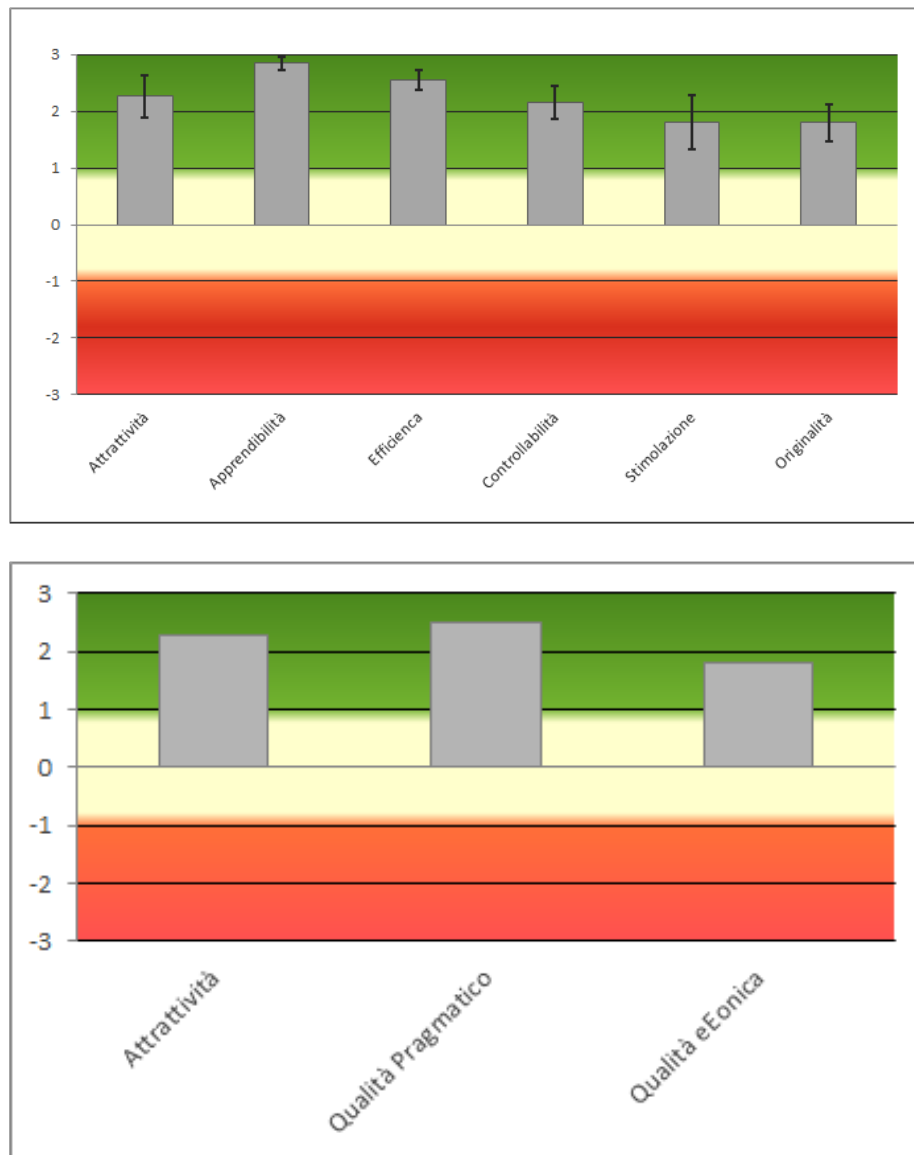 3
2
1
0
-1
-2
-3
Attrattività
Apprendibilità
Efficienca
Controllabilità
Stimolazione
Originalità
3
2
1
0
-1
-2
-3
Attrattività
Qualità Pragmatico
Qualità eEonica